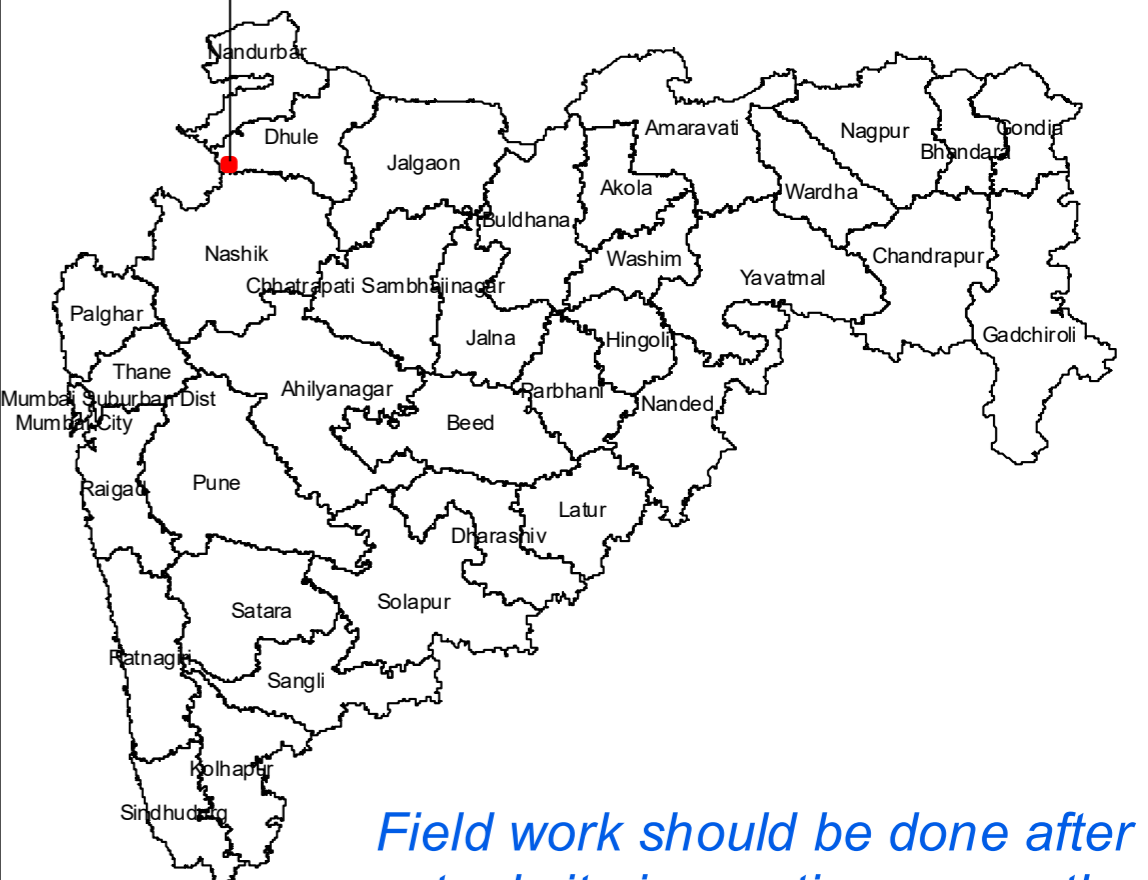 Nandurbar
Dhule
Jalgaon
Amaravati
Nagpur
Gondia
Bhandara
Akola
Wardha
Buldhana
Nashik
Washim
Chandrapur
Chhatrapati Sambhajinagar
Yavatmal
Palghar
Jalna
Hingoli
Gadchiroli
Thane
Ahilyanagar
Parbhani
Mumbai Suburban Dist
Nanded
Mumbai City
Beed
Raigad
Pune
Latur
Dharashiv
Satara
Solapur
Ratnagiri
Sangli
Kolhapur
Sindhudurg
Field work should be done after